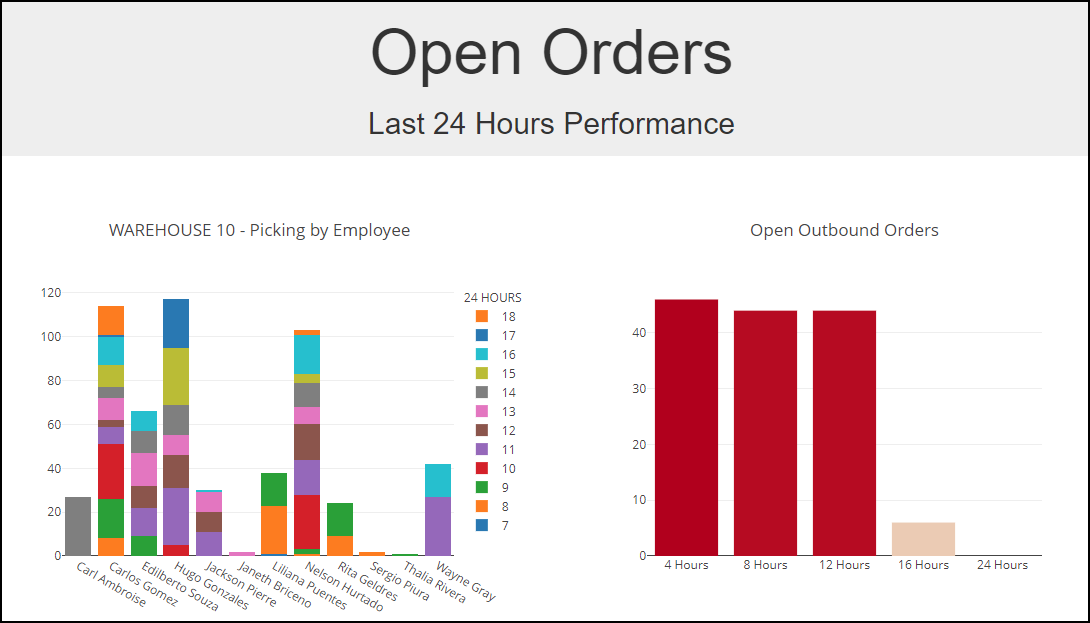 Open Orders
Last 24 Hours Performance
WAREHOUSE 10 - Picking by Employee
120
100
80
60
40
20
0
Carl Ambroise
Carlos Gomez
Edilberto Souza
Hugo Gonzales
Jackson Pierre
Janeth Briceno
Liliana Puentes
Nelson Hurtado
Rita Geldres
Sergio Piura
Thalia Rivera
Wayne Gray
24 HOURS
18
17
16
15
14
13
12
11
10
9
8
7
Open Outbound Orders
40
30
20
10
0
4 Hours
8 Hours
12 Hours
16 Hours
24 Hours